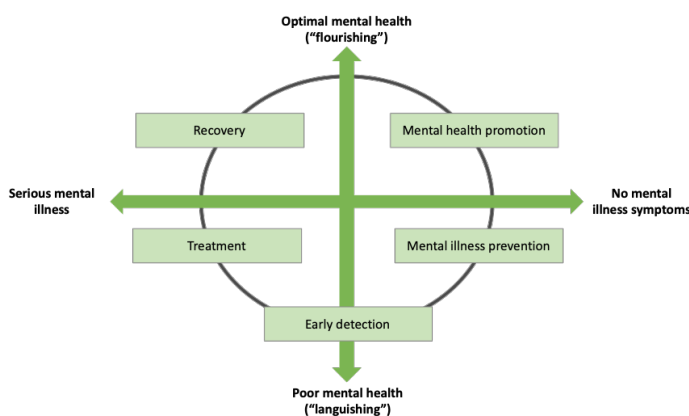 Optimal mental health
(“flourishing”)
Recovery
Mental health promotion
Serious mental
illness
No mental
illness symptoms
Treatment
Mental illness prevention
Early detection
Poor mental health
(“languishing”)